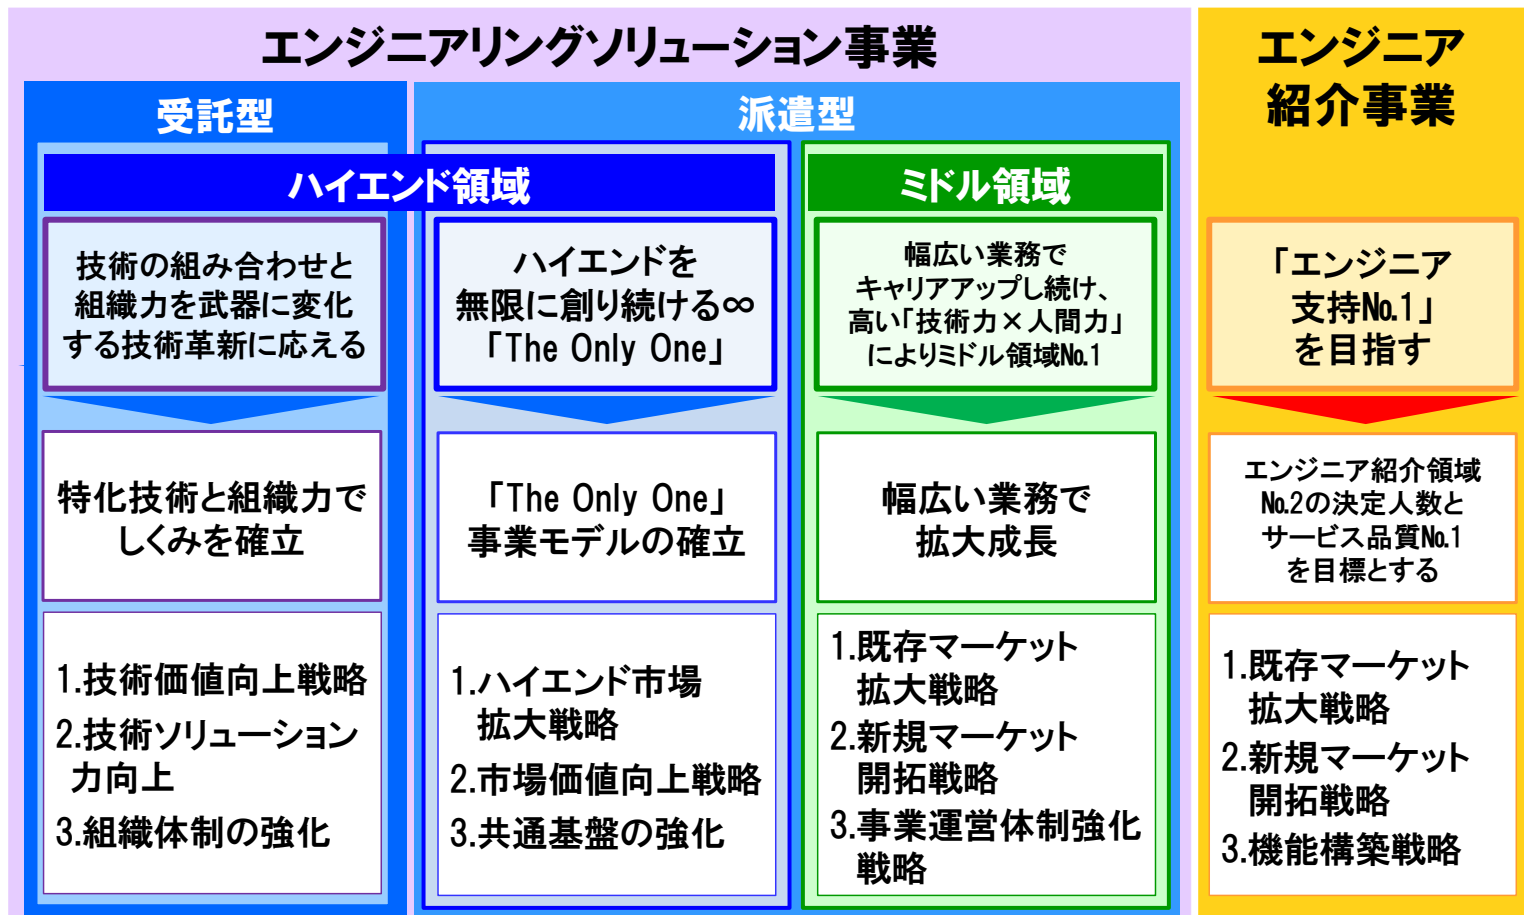 エンジニアリングソリューション事業
受託型
派遣型
ハイエンド領域
ミドル領域
技術の組み合わせと
組織力を武器に変化
する技術革新に応える
特化技術と組織力で
しくみを確立
1.技術価値向上戦略
2.技術ソリューション
力向上
3.組織体制の強化
ハイエンドを
無限に創り続ける∞
「The Only One」
「The Only One」
事業モデルの確立
1.ハイエンド市場
拡大戦略
2.市場価値向上戦略
3.共通基盤の強化
幅広い業務で
キャリアアップし続け、
高い「技術力×人間力」
によりミドル領域№1
幅広い業務で
拡大成長
1.既存マーケット
拡大戦略
2.新規マーケット
開拓戦略
3.事業運営体制強化
戦略
エンジニア
紹介事業
「エンジニア
支持№1」
を目指す
エンジニア紹介領域
№2の決定人数と
サービス品質№1
を目標とする
1.既存マーケット
拡大戦略
2.新規マーケット
開拓戦略
3.機能構築戦略